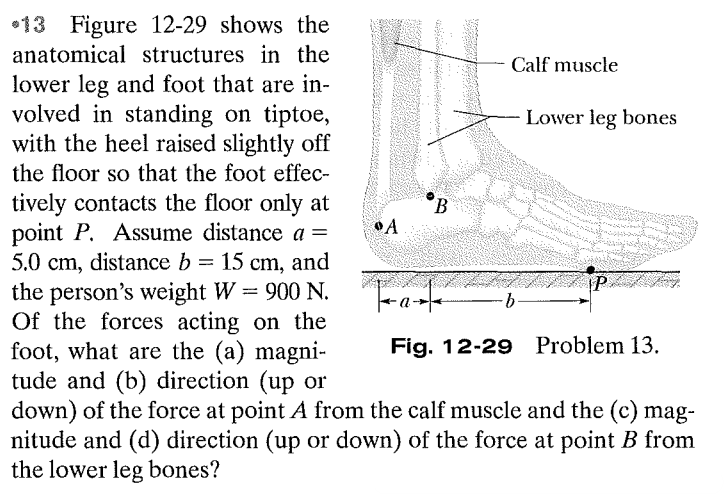 •13 Figure 12-29 shows the
anatomical structures in the
lower leg and foot that are in-
volved in standing on tiptoe,
with the heel raised slightly off
the floor so that the foot effec-
tively contacts the floor only at
point P. Assume distance a =
5.0 cm, distance b = 15 cm, and
the person's weight W = 900 N.
Of the forces acting on the
foot, what are the (a) magni-
tude and (b) direction (up or
down) of the force at point A from the calf muscle and the (c) mag-
nitude and (d) direction (up or down) of the force at point B from
the lower leg bones?
Calf muscle
Lower leg bones
B
A
P
a
b
Fig. 12-29 Problem 13.